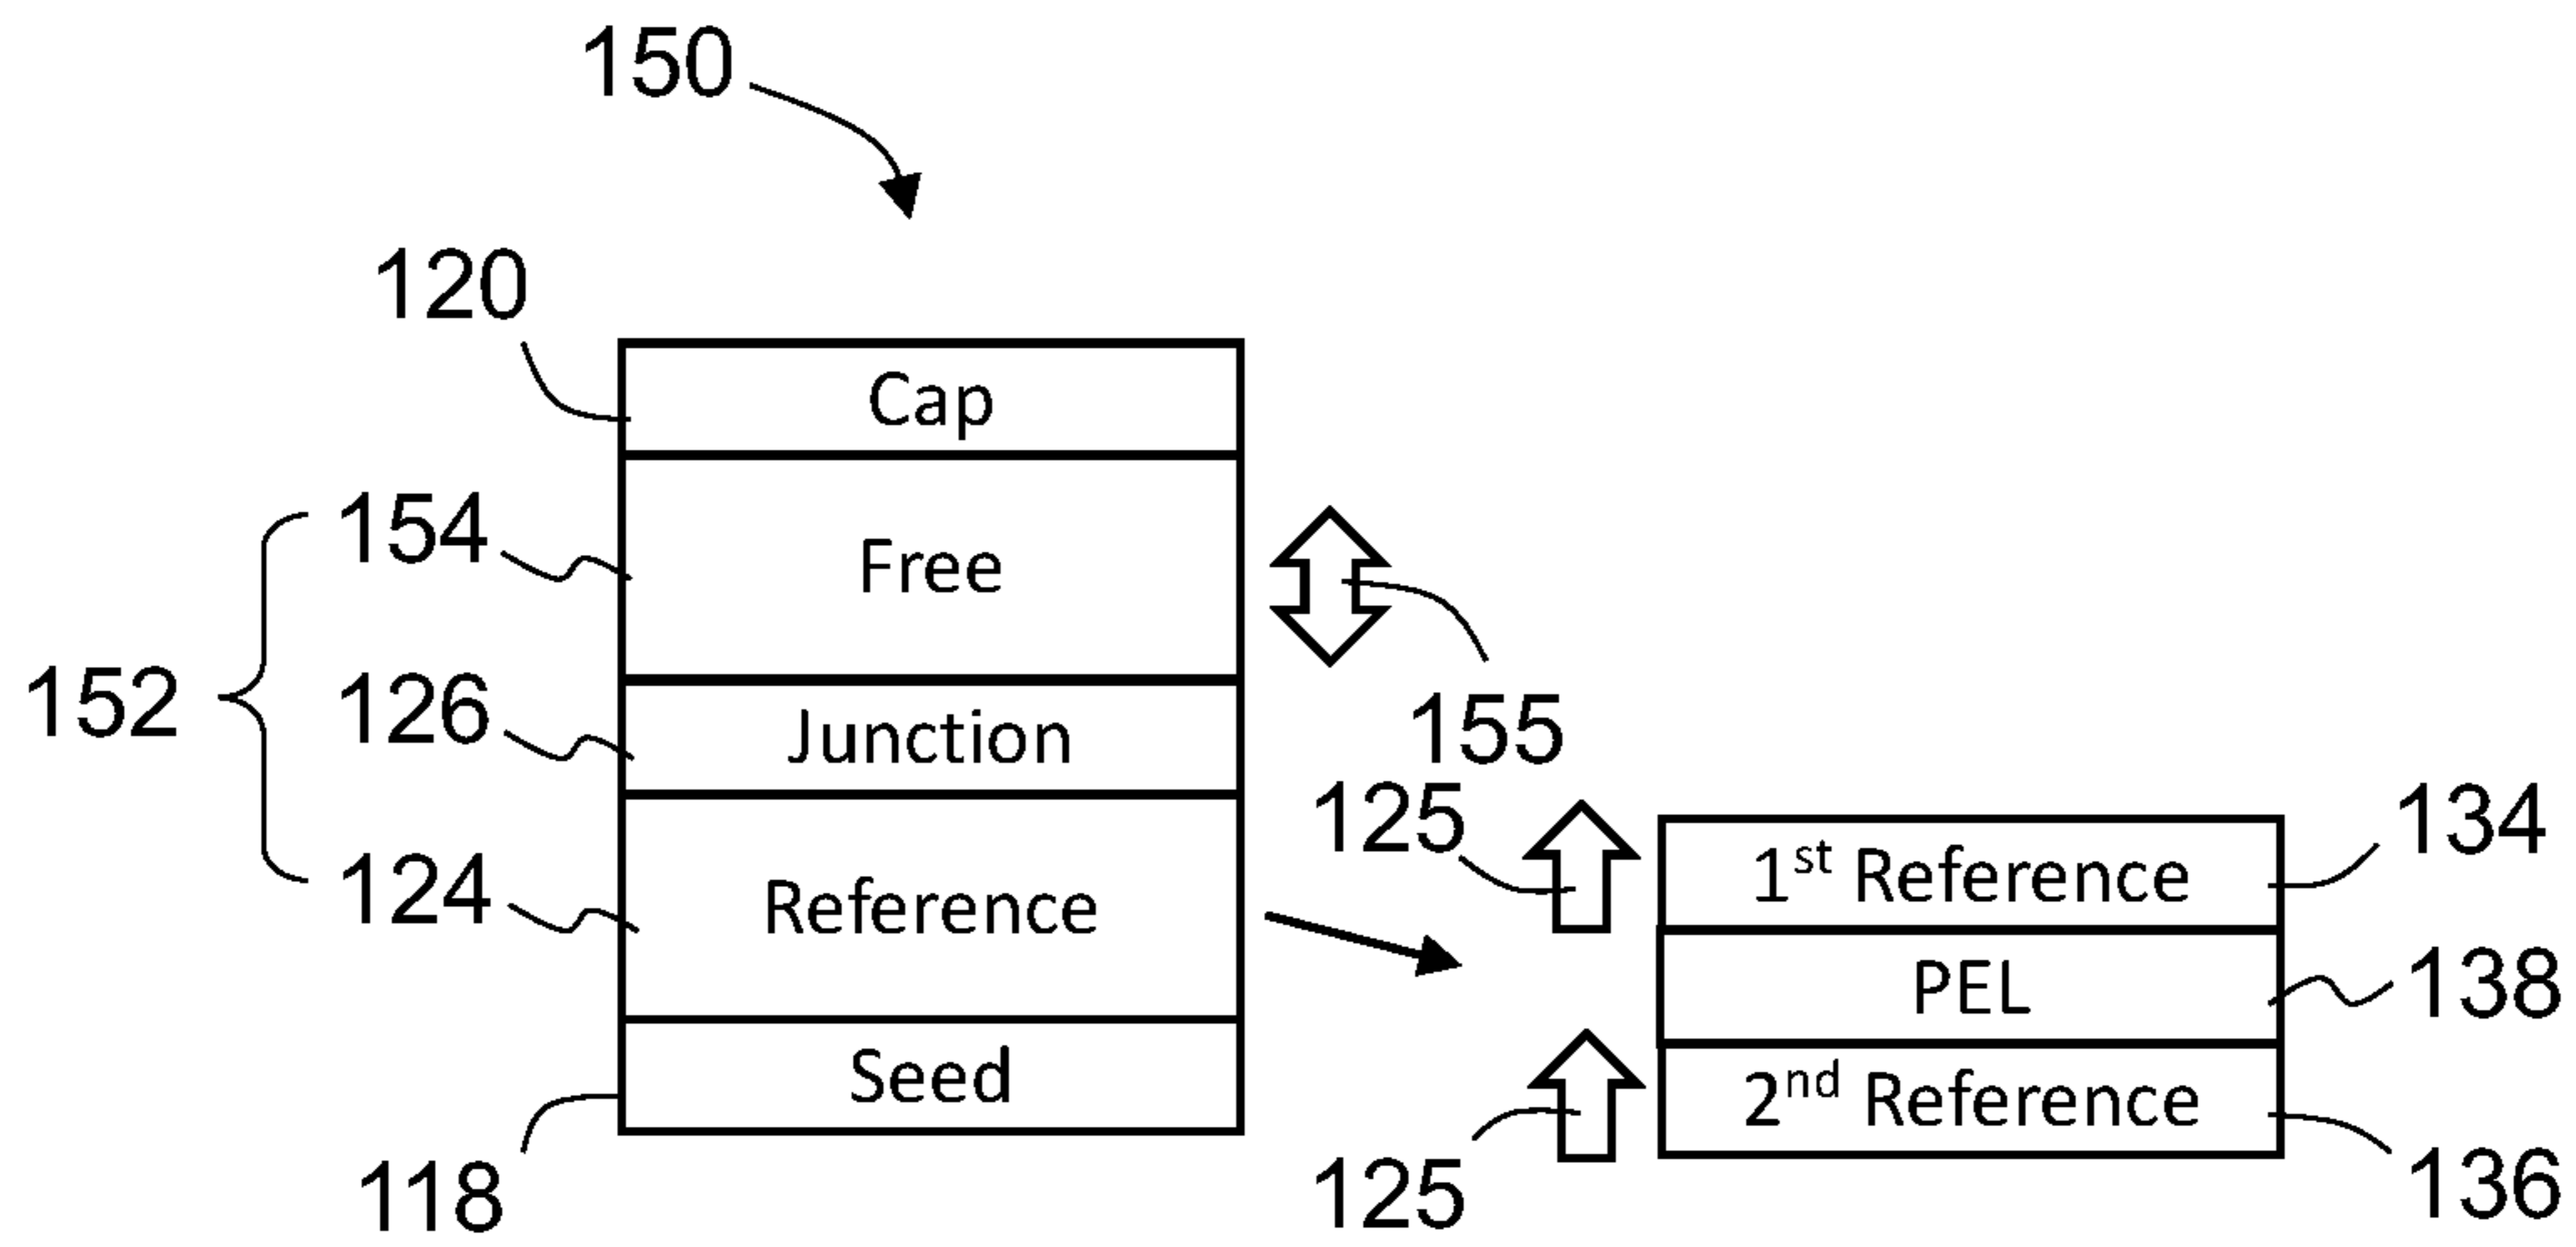 150
120
Cap
154
Free
152
126
Junction
155
125
124
Reference
1st Reference
134
PEL
138
Seed
2nd Reference
118
125
136